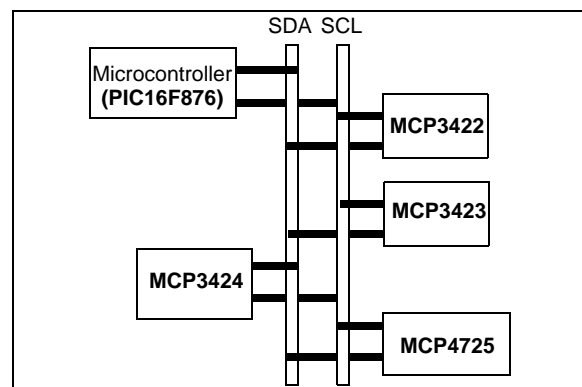 SDA SCL
Microcontroller
(PIC16F876)
MCP3422
MCP3423
MCP3424
MCP4725